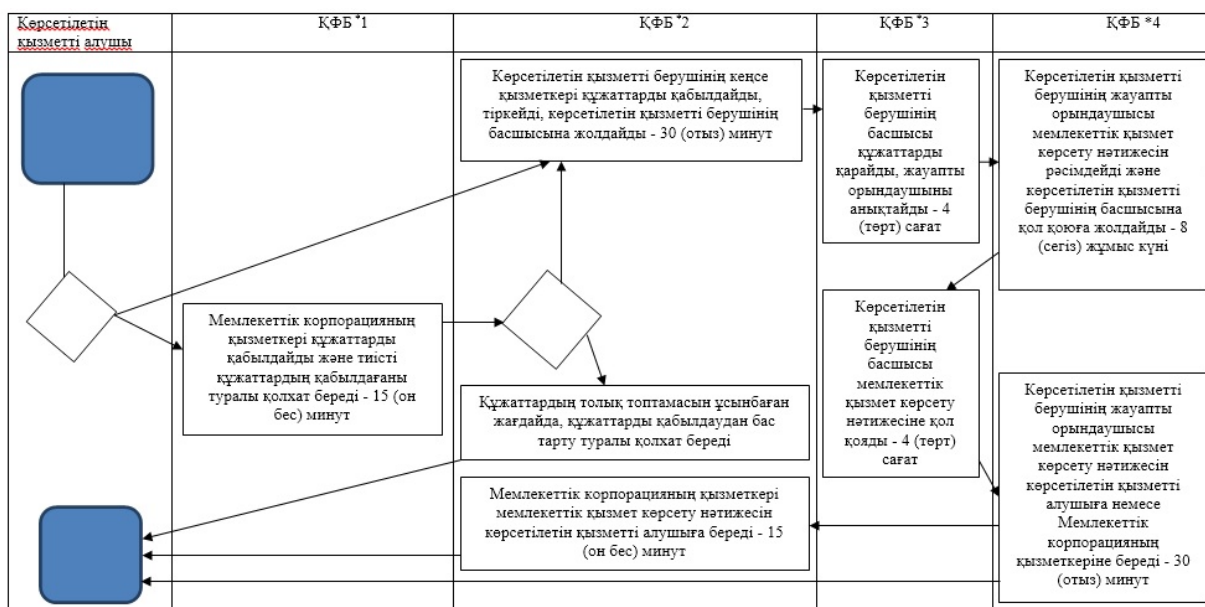 Көрсетілетін
қызметті алушы
ҚФБ *1
ҚФБ *2
ҚФБ *3
ҚФБ *4
Көрсетілетін қызметті берушінің кеңсе
қызметкері құжаттарды қабылдайды,
тіркейді, көрсетілетін қызметті берушінің
басшысына жолдайды - 30 (отыз) минут
Көрсетілетін
қызметті
берушінің
басшысы
құжаттарды
қарайды, жауапты
орындаушыны
анықтайды - 4
(төрт) сағат
Көрсетілетін қызметті
берушінің жауапты
орындаушысы
мемлекеттік қызмет
көрсету нәтижесін
рәсімдейді және
көрсетілетін қызметті
берушінің басшысына
қол қоюға жолдайды - 8
(сегіз) жұмыс күні
Мемлекеттік корпорацияның
қызметкері құжаттарды
қабылдайды және тиісті
құжаттардың қабылдағаны
туралы қолхат береді - 15 (он
бес) минут
Құжаттардың толық топтамасын ұсынбаған
жағдайда, құжаттарды қабылдаудан бас
тарту туралы қолхат береді
Көрсетілетін
қызметті
берушінің
басшысы
мемлекеттік
қызмет көрсету
нәтижесіне қол
қояды - 4 (төрт)
сағат
Мемлекеттік корпорацияның қызметкері
мемлекеттік қызмет көрсету нәтижесін
көрсетілетін қызметті алушыға береді - 15
(он бес) минут
Көрсетілетін қызметті
берушінің жауапты
орындаушысы
мемлекеттік қызмет
көрсету нәтижесін
көрсетілетін қызметті
алушыға немесе
Мемлекеттік
корпорацияның
қызметкеріне береді - 30
(отыз) минут